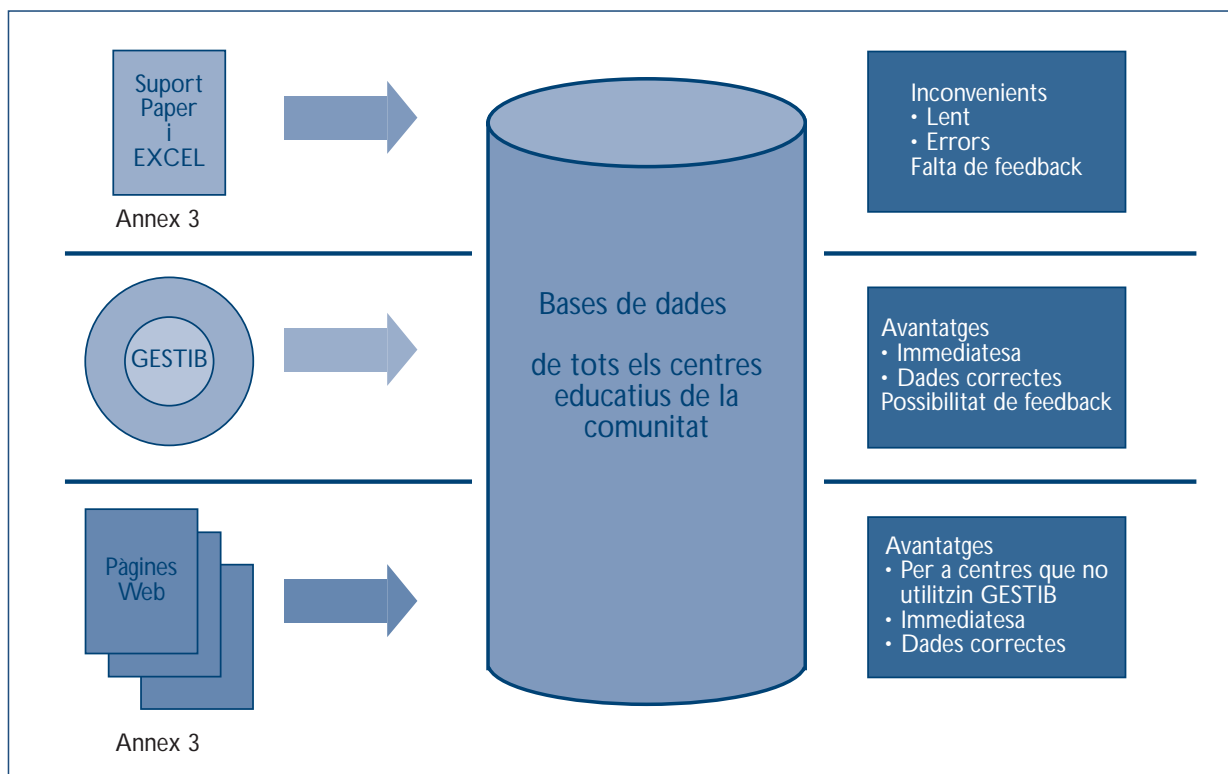 Suport
Paper
i
EXCEL
Annex 3
Inconvenients
• Lent
• Errors
Falta de feedback
GESTIB
Bases de dades
de tots els centres
educatius de la
comunitat
Avantatges
• Immediatesa
• Dades correctes
Possibilitat de feedback
Pàgines
Web
Annex 3
Avantatges
• Per a centres que no
utilitzin GESTIB
• Immediatesa
• Dades correctes